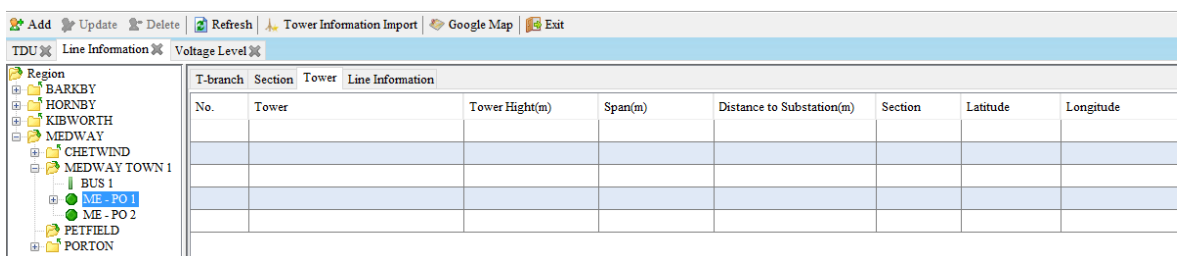 Add Update Delete Refresh Tower Information Import Google Map Exit
TDU Line Information Voltage Level
Region
BARKBY
HORNBY
KIBWORTH
MEDWAY
CHETWIND
MEDWAY TOWN 1
BUS 1
ME - PO 1
ME - PO 2
PETFIELD
PORTON
T-branch Section Tower Line Information
No. Tower Tower Hight(m) Span(m) Distance to Substation(m) Section Latitude Longitude